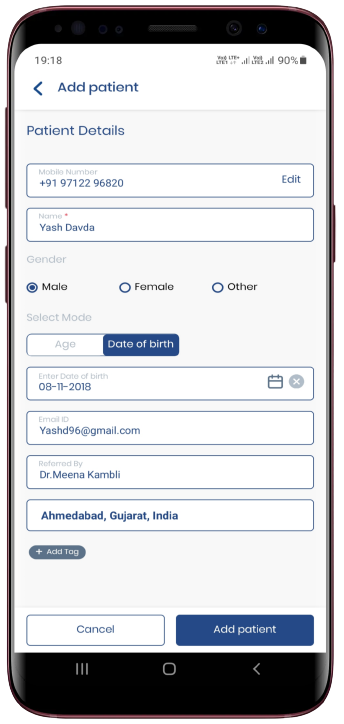 19:18
Vo) LTE+ LTE1 Vo) LTE2 90%
Add patient
Patient Details
Mobile Number
+91 97122 96820
Edit
Name *
Yash Davda
Gender
Male Female Other
Select Mode
Age Date of birth
Enter Date of birth
08-11-2018
Email ID
Yashd96@gmail.com
Referred By
Dr.Meena Kambli
Ahmedabad, Gujarat, India
+ Add Tag
Cancel Add patient